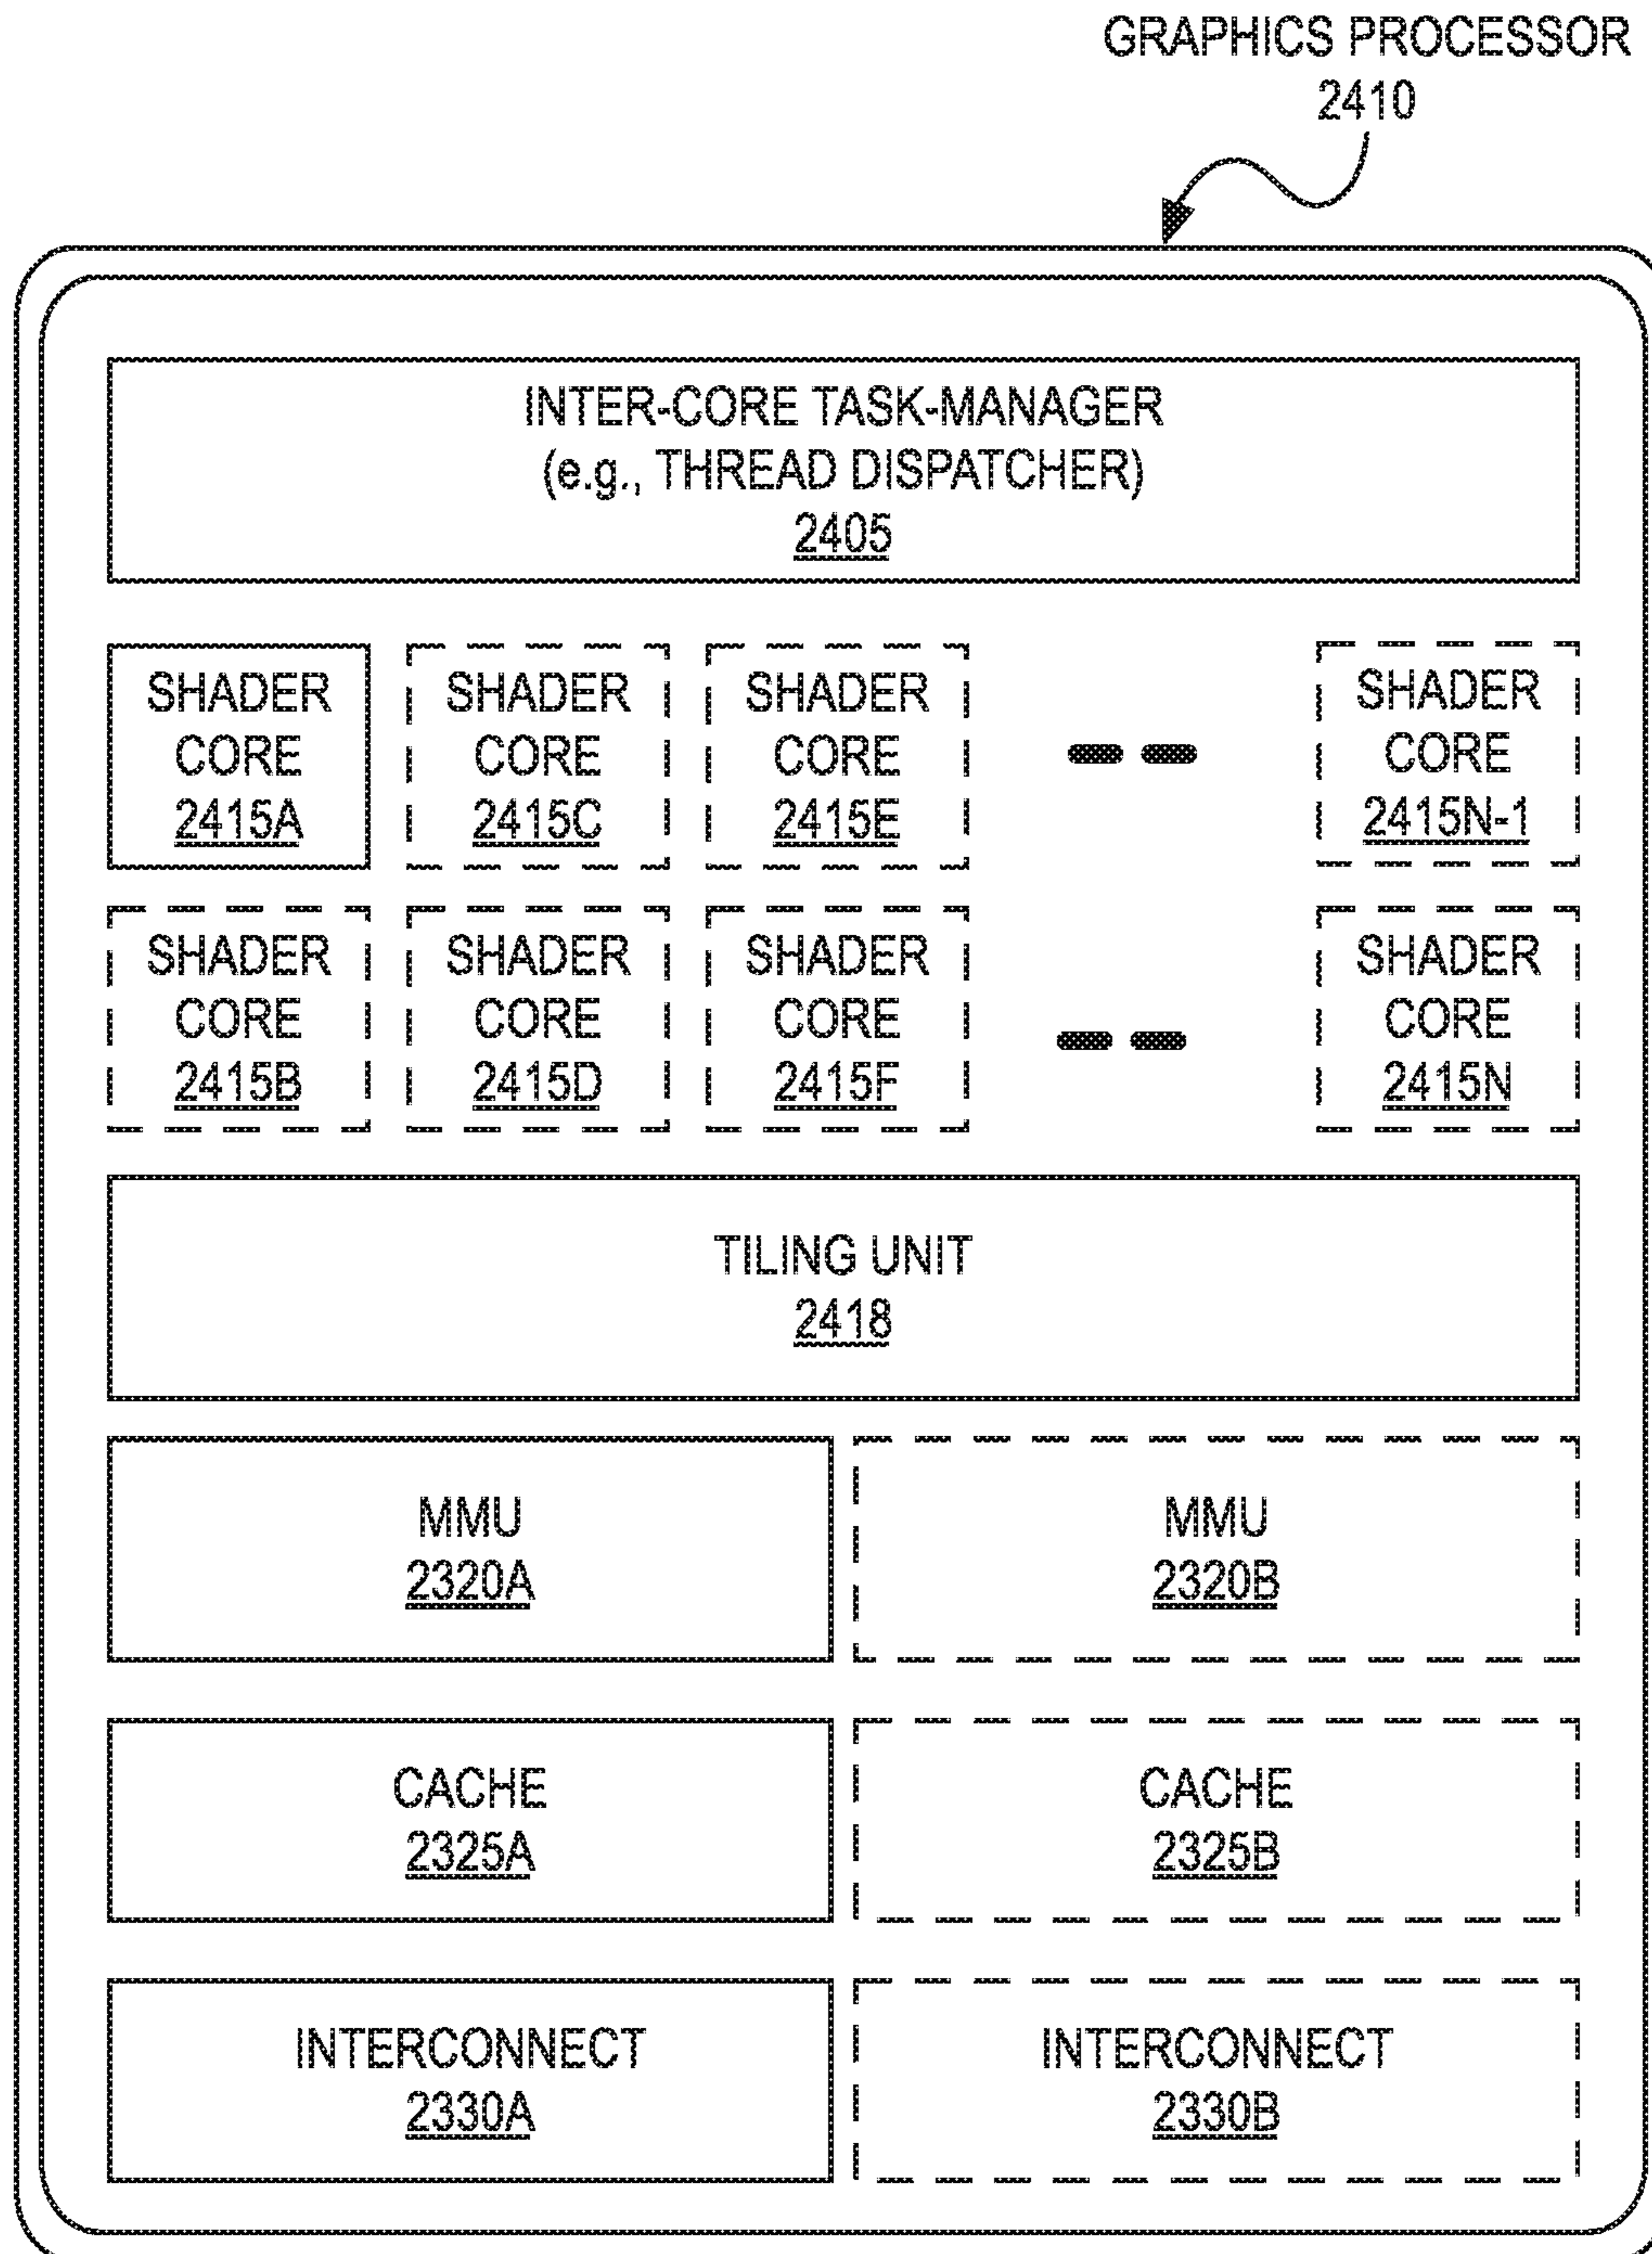 GRAPHICS PROCESSOR
2410
INTER-CORE TASK-MANAGER
(e.g., THREAD DISPATCHER)
2405
SHADER
CORE
2415A
SHADER
CORE
2415C
SHADER
CORE
2415E
SHADER
CORE
2415N-1
SHADER
CORE
2415B
SHADER
CORE
2415D
SHADER
CORE
2415F
SHADER
CORE
2415N
TILING UNIT
2418
MMU
2320A
MMU
2320B
CACHE
2325A
CACHE
2325B
INTERCONNECT
2330A
INTERCONNECT
2330B